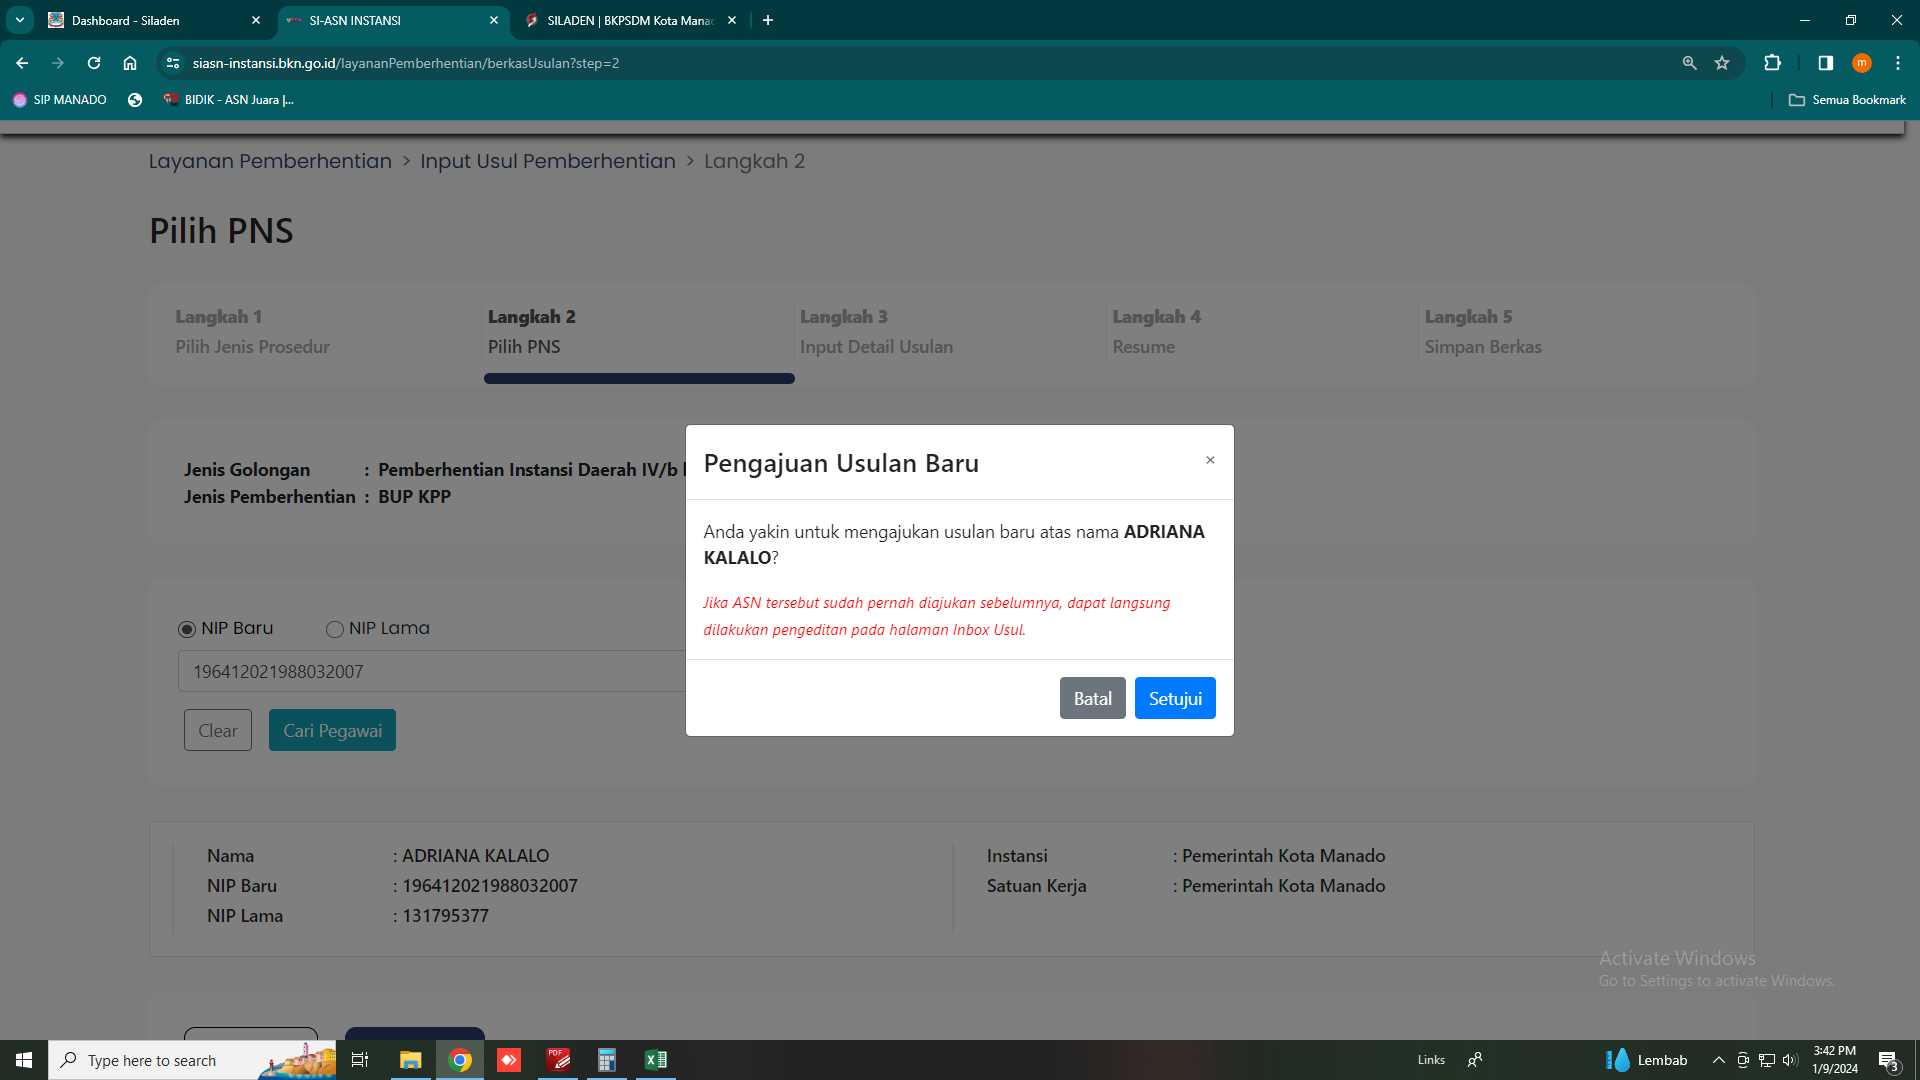 Dashboard - Siladen
SI-ASN INSTANSI
SILADEN | BKPSDM Kota Mana
siasn-instansi.bkn.go.id/layananPemberhentian/berkasUsulan?step=2
m
SIP MANADO
BIDIK - ASN Juara |...
Semua Bookmark
Layanan Pemberhentian > Input Usul Pemberhentian > Langkah 2
Pilih PNS
Langkah 1
Pilih Jenis Prosedur
Langkah 2
Pilih PNS
Langkah 3
Input Detail Usulan
Langkah 4
Resume
Langkah 5
Simpan Berkas
Jenis Golongan : Pemberhentian Instansi Daerah IV/b
Jenis Pemberhentian : BUP KPP
Pengajuan Usulan Baru
×
Anda yakin untuk mengajukan usulan baru atas nama ADRIANA
KALALO?
Jika ASN tersebut sudah pernah diajukan sebelumnya, dapat langsung
dilakukan pengeditan pada halaman Inbox Usul.
Batal
Setujui
NIP Baru
NIP Lama
196412021988032007
Clear
Cari Pegawai
Nama : ADRIANA KALALO
NIP Baru : 196412021988032007
NIP Lama : 131795377
Instansi : Pemerintah Kota Manado
Satuan Kerja : Pemerintah Kota Manado
Activate Windows
Go to Settings to activate Windows.
Type here to search
PDF
Links
Lembab
3:42 PM
1/9/2024
3